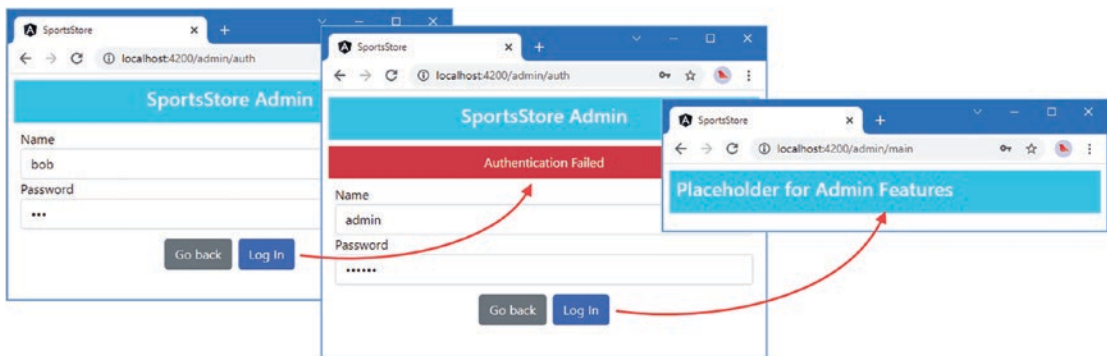 SportsStore
localhost:4200/admin/auth
SportsStore Admin
Name
bob
Password
•••
Go back
Log In
SportsStore
localhost:4200/admin/auth
SportsStore Admin
Authentication Failed
Name
admin
Password
••••••
Go back
Log In
SportsStore
localhost:4200/admin/main
Placeholder for Admin Features